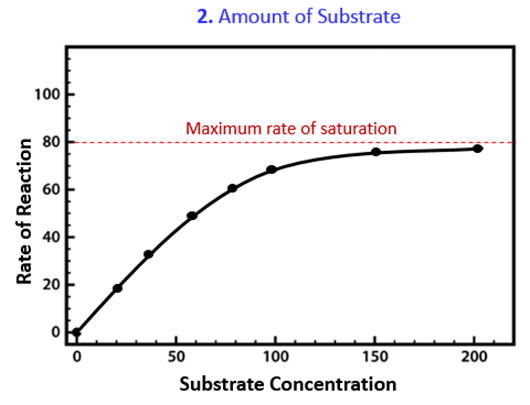 2. Amount of Substrate
Maximum rate of saturation
Rate of Reaction
100
80
60
40
20
0
0 50 100 150 200
Substrate Concentration